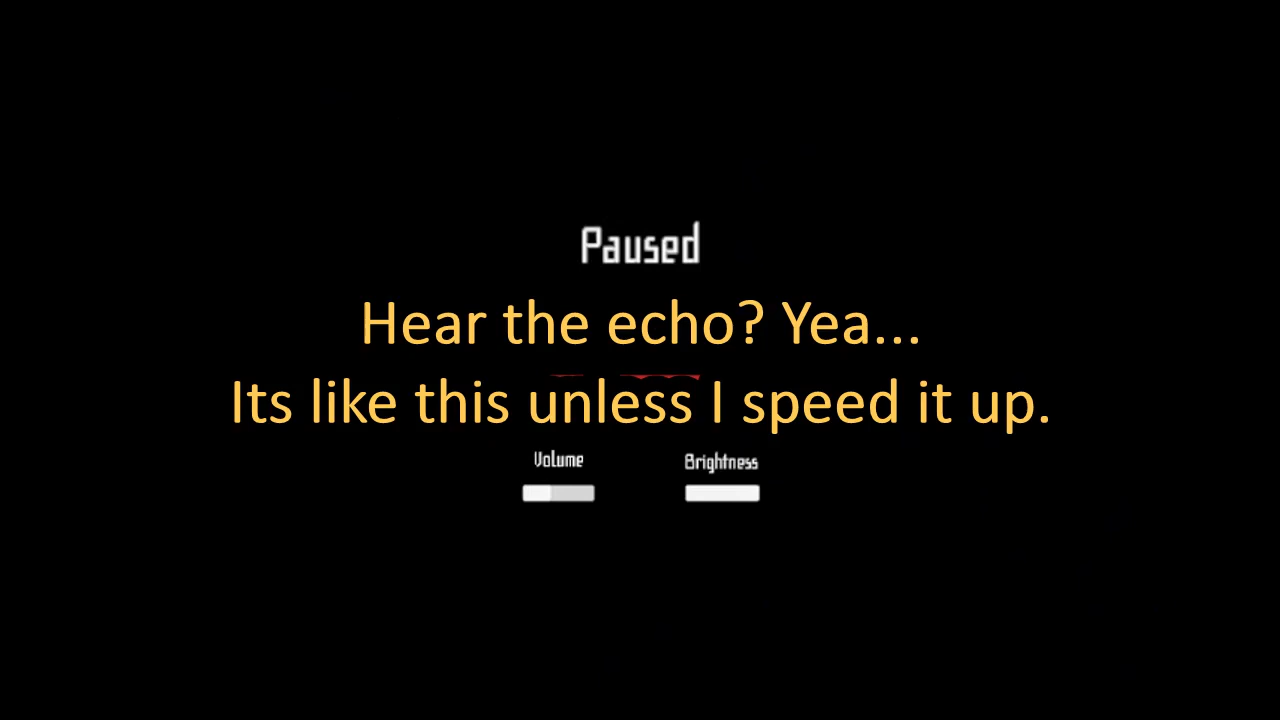 Paused
Hear the echo? Yea...
Its like this unless I speed it up.
Volume Brightness